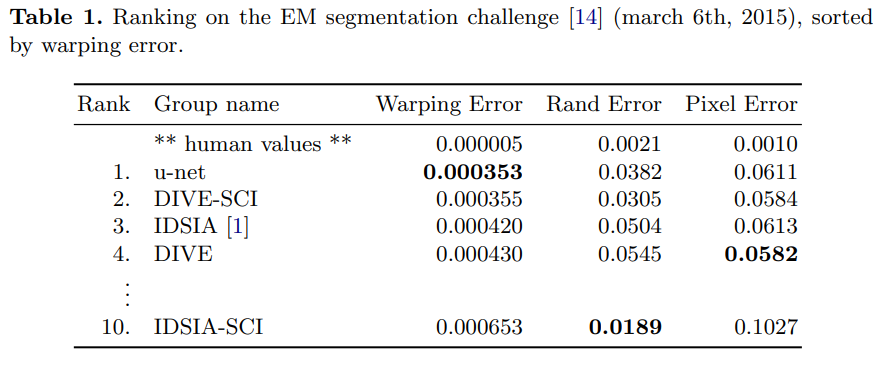 Table 1. Ranking on the EM segmentation challenge [14] (march 6th, 2015), sorted
by warping error.
Rank Group name Warping Error Rand Error Pixel Error
** human values ** 0.000005 0.0021 0.0010
1. u-net 0.000353 0.0382 0.0611
2. DIVE-SCI 0.000355 0.0305 0.0584
3. IDSIA [1] 0.000420 0.0504 0.0613
4. DIVE 0.000430 0.0545 0.0582
⋮
10. IDSIA-SCI 0.000653 0.0189 0.1027